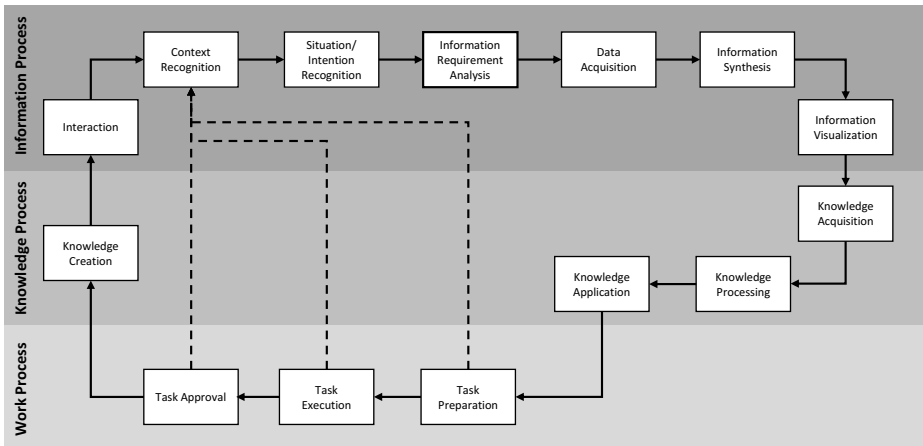 Information Process
Context
Recognition
Situation/
Intention
Recognition
Information
Requirement
Analysis
Data
Acquisition
Information
Synthesis
Interaction
Information
Visualization
Knowledge Process
Knowledge
Acquisition
Knowledge
Creation
Knowledge
Application
Knowledge
Processing
Work Process
Task Approval
Task
Execution
Task
Preparation